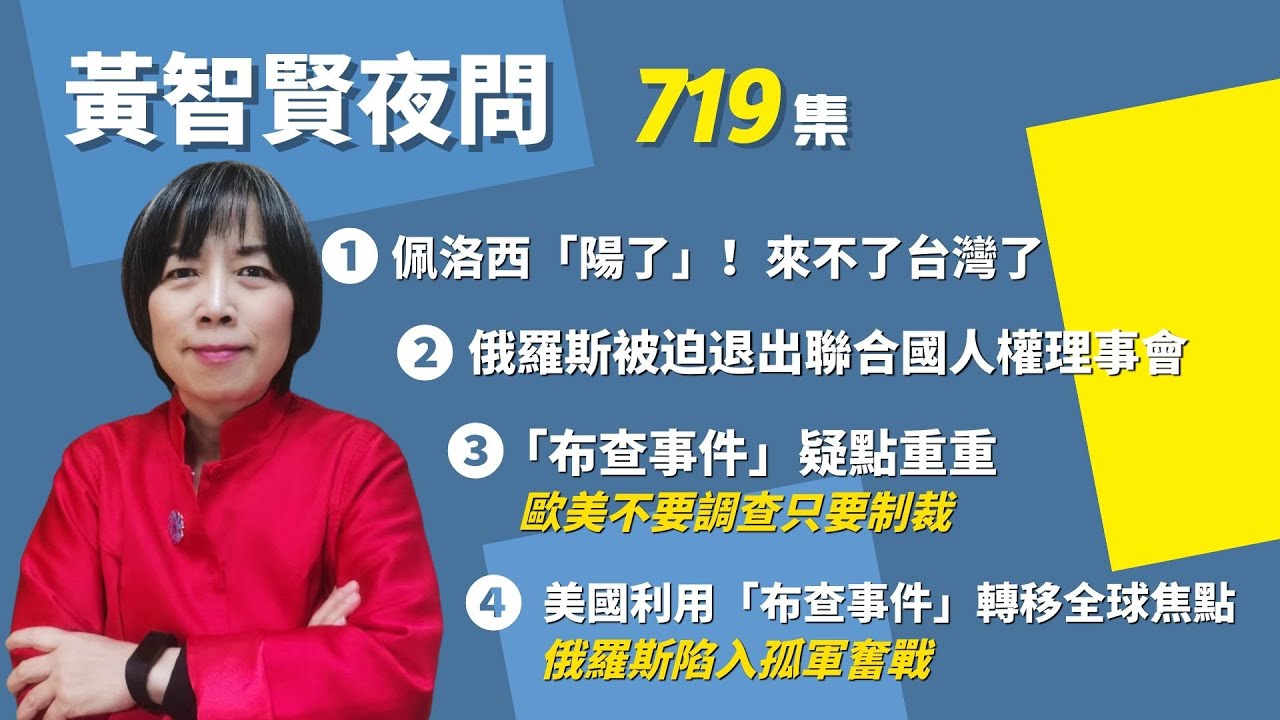 黃智賢夜問 719集
1 佩洛西「陽了」！來不了台灣了
2 俄羅斯被迫退出聯合國人權理事會
3 「布查事件」疑點重重
歐美不要調查只要制裁
4 美國利用「布查事件」轉移全球焦點
俄羅斯陷入孤軍奮戰